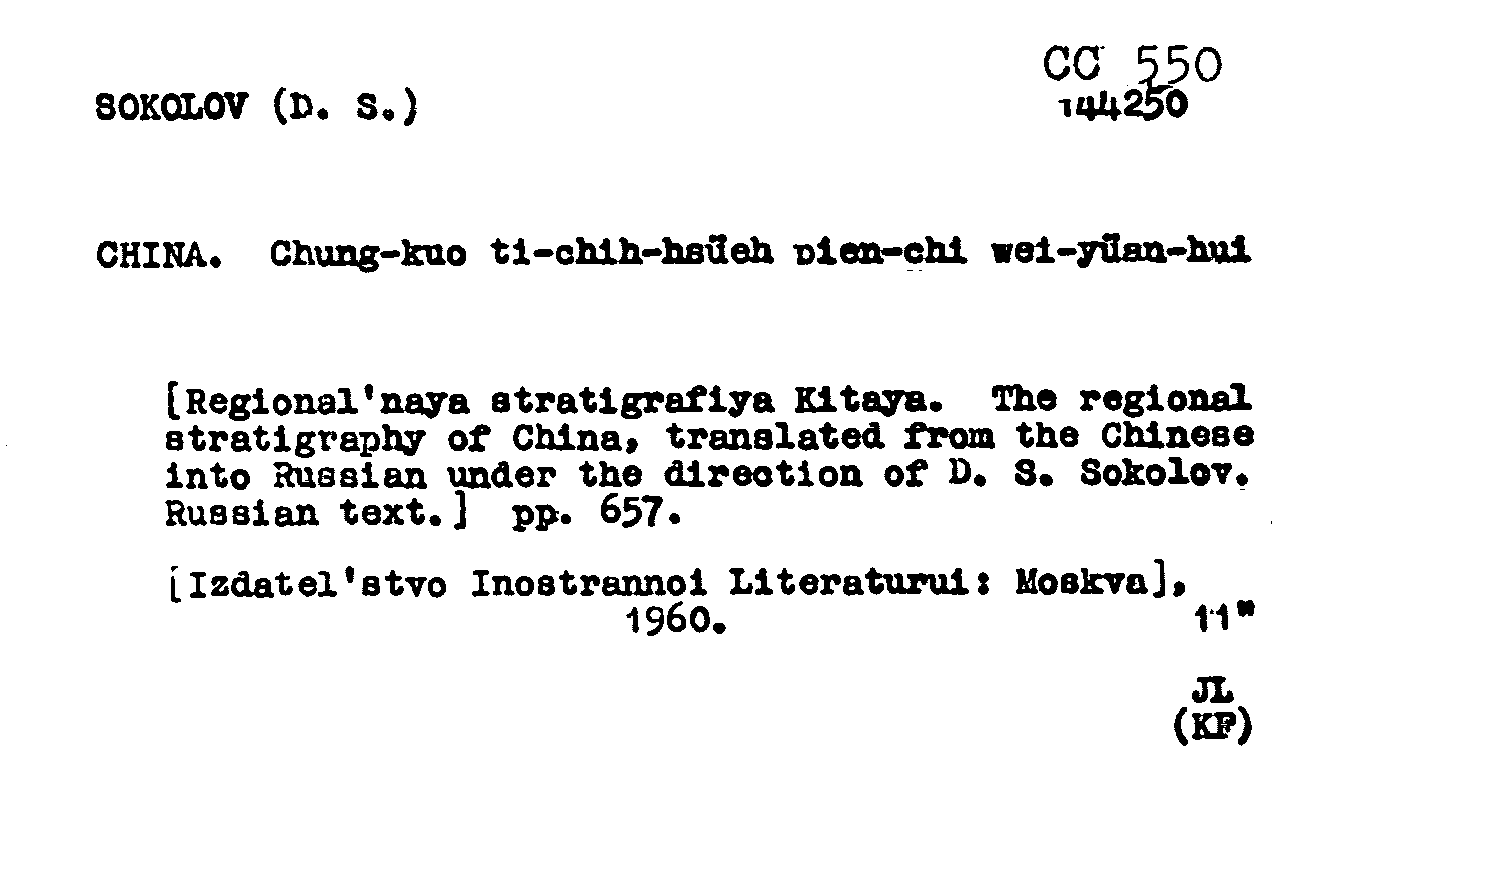 CC 550
SOKOLOV (D. S.) 144250
CHINA. Chung-kuo ti-chih-hsüeh pien-chi wei-yüan-hui
[Regional'naya stratigrafiya Kitaya. The regional
stratigraphy of China, translated from the Chinese
into Russian under the direction of D. S. Sokolov.
Russian text.] pp. 657.
[Izdatel'stvo Inostrannoi Literaturui: Moskva],
1960. 11"
JL
(KF)